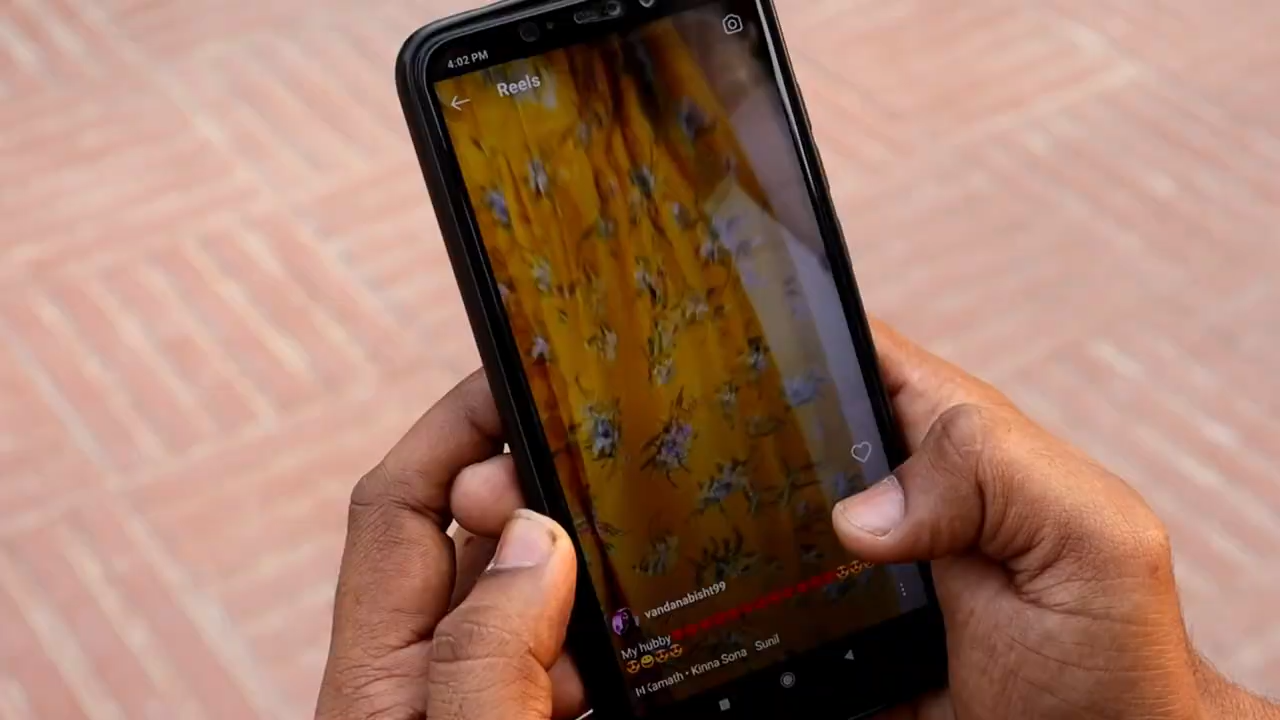 4:02 PM
Reels
vandanabisht99
My hubby
Kamath • Kinna Sona Sunil